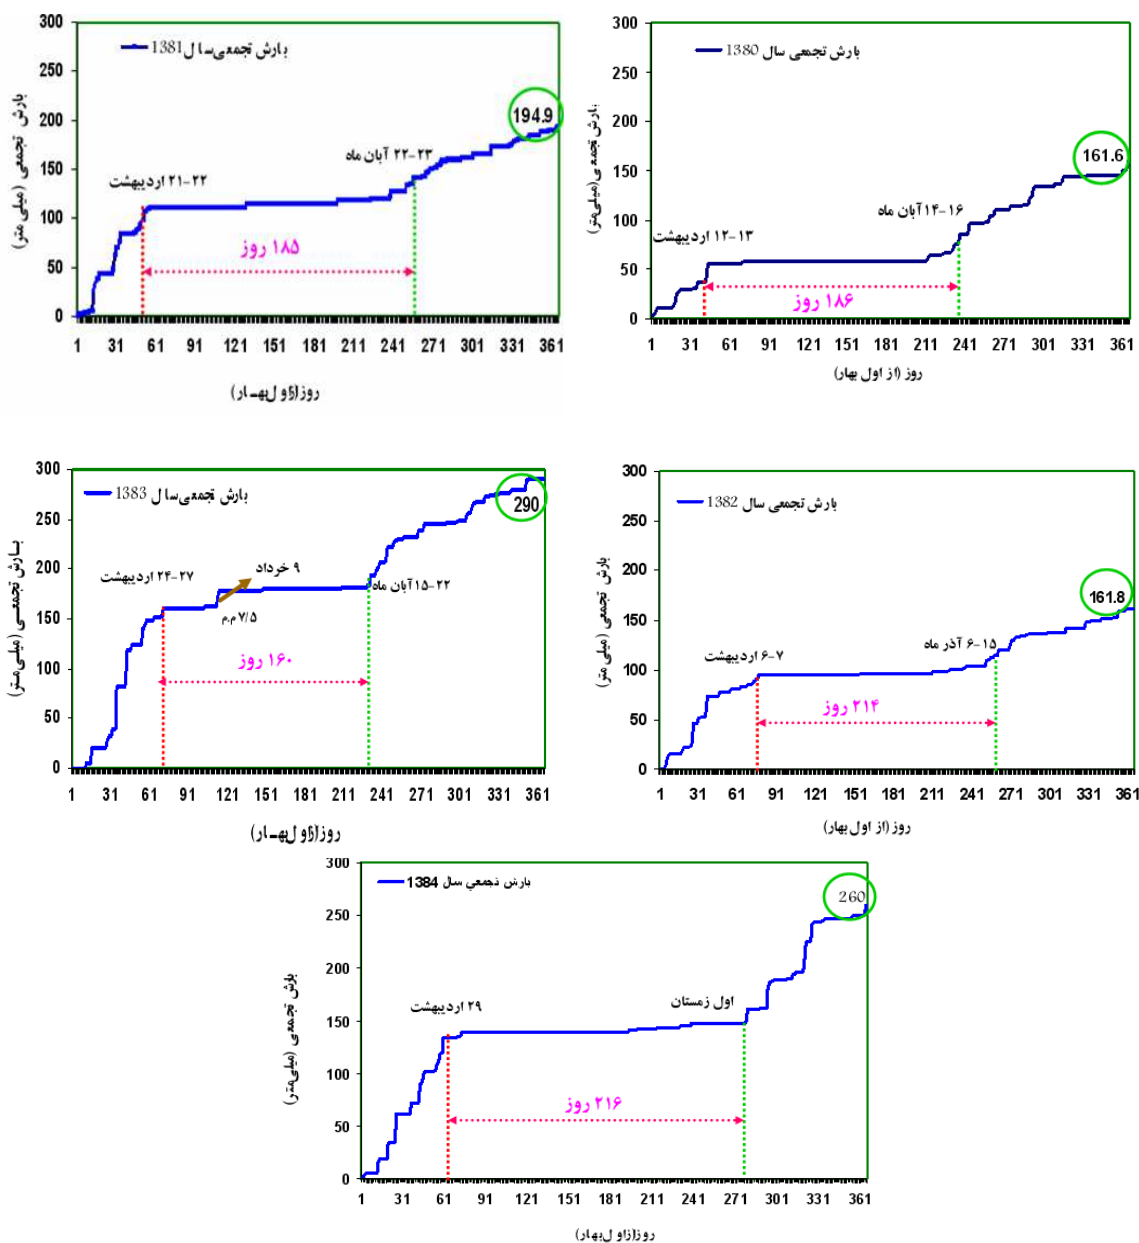 بارش تجمعی سال 1381
300
250
200
150
100
50
0
بارش تجمعی (میلی متر)
194.9
۲۲-۲۳ آبان ماه
۲۱-۲۲ اردیبهشت
۱۸۵ روز
1 31 61 91 121 151 181 211 241 271 301 331 361
روز(ازاول بهار)
بارش تجمعی سال 1380
300
250
200
150
100
50
0
بارش تجمعی (میلی متر)
161.6
۱۴-۱۶ آبان ماه
۱۲-۱۳ اردیبهشت
۱۸۶ روز
1 31 61 91 121 151 181 211 241 271 301 331 361
روز (از اول بهار)
بارش تجمعی سال 1383
300
250
200
150
100
50
0
بارش تجمعی (میلی متر)
290
۹ خرداد
۲۴-۲۷ اردیبهشت
۱۵-۲۲ آبان ماه
۷/۵ م.م
۱۶۰ روز
1 31 61 91 121 151 181 211 241 271 301 331 361
روز(ازاول بهار)
بارش تجمعی سال 1382
300
250
200
150
100
50
0
بارش تجمعی (میلی متر)
161.8
۶-۱۵ آذر ماه
۶-۷ اردیبهشت
۲۱۴ روز
1 31 61 91 121 151 181 211 241 271 301 331 361
روز (از اول بهار)
بارش تجمعی سال 1384
300
250
200
150
100
50
0
بارش تجمعی (میلی متر)
260
اول زمستان
۲۹ اردیبهشت
۲۱۶ روز
1 31 61 91 121 151 181 211 241 271 301 331 361
روز(ازاول بهار)